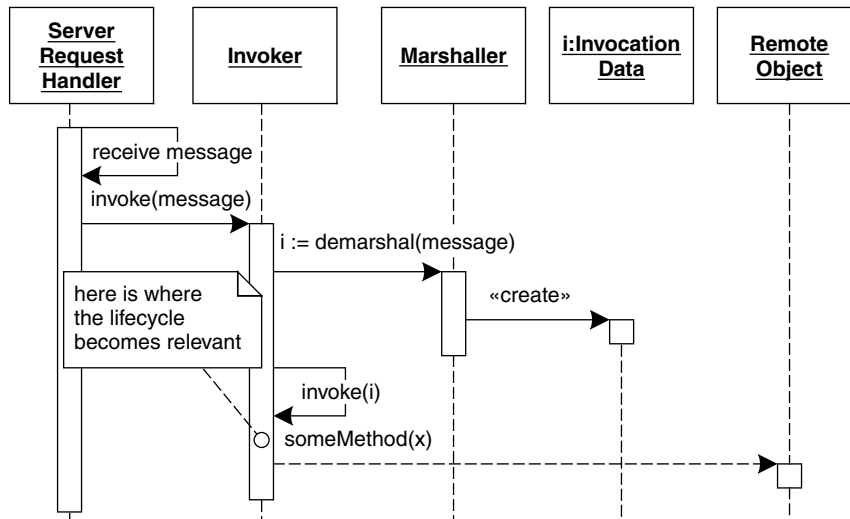 Server
Request
Handler
Invoker
Marshaller
i:Invocation
Data
Remote
Object
receive message
invoke(message)
i := demarshal(message)
«create»
here is where
the lifecycle
becomes relevant
invoke(i)
someMethod(x)